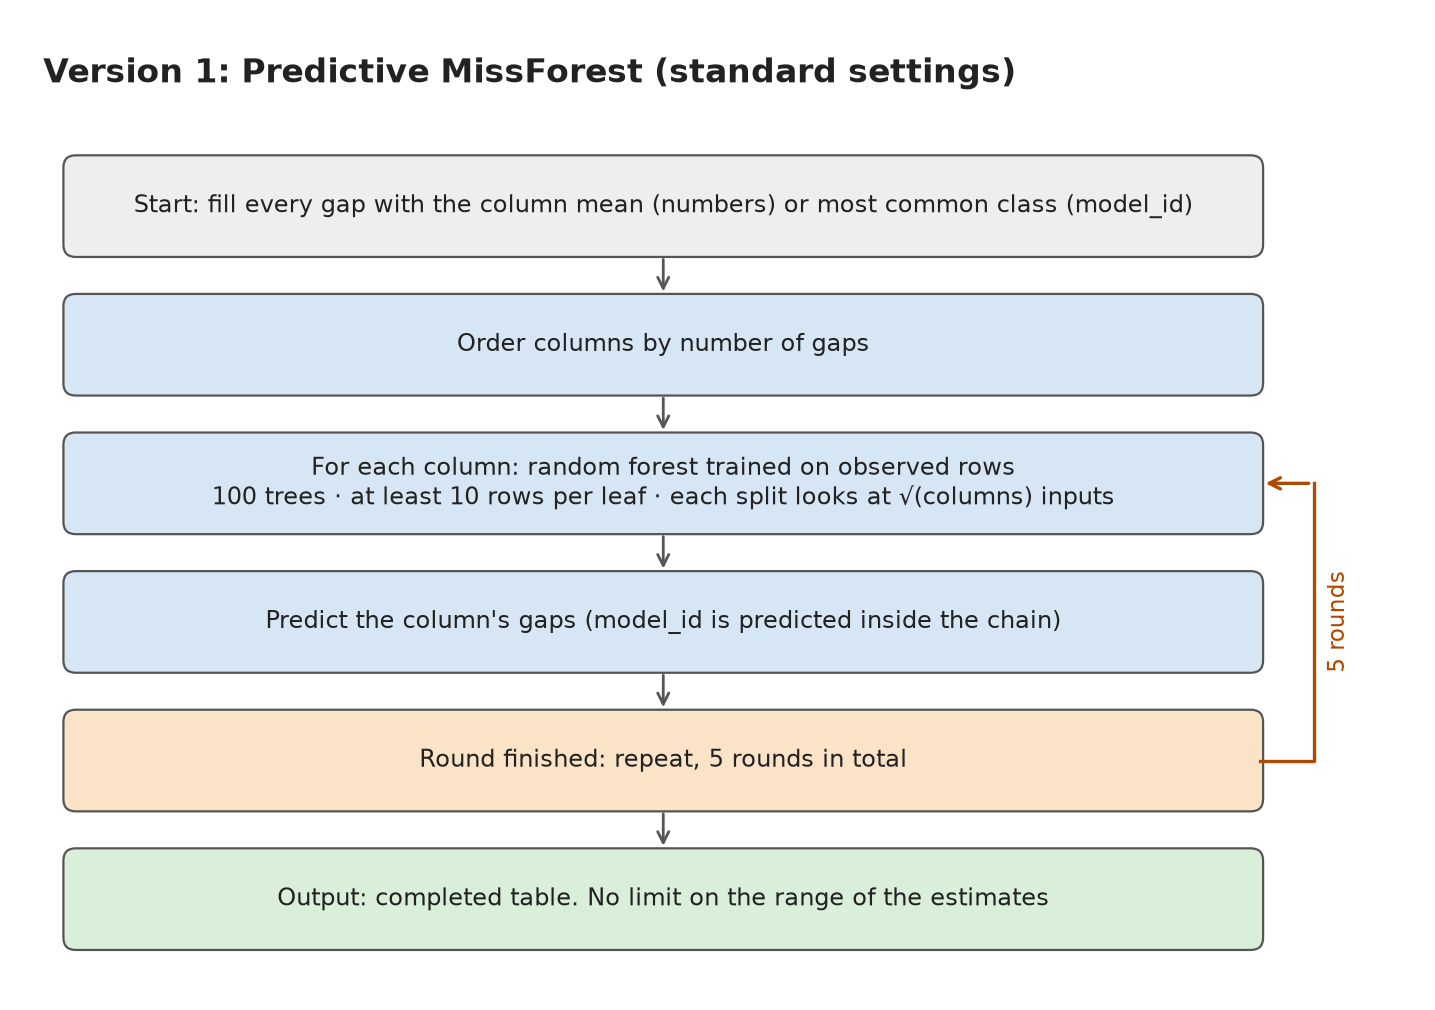 Version 1: Predictive MissForest (standard settings)
Start: fill every gap with the column mean (numbers) or most common class (model_id)
Order columns by number of gaps
For each column: random forest trained on observed rows
100 trees · at least 10 rows per leaf · each split looks at √(columns) inputs
Predict the column's gaps (model_id is predicted inside the chain)
5 rounds
Round finished: repeat, 5 rounds in total
Output: completed table. No limit on the range of the estimates